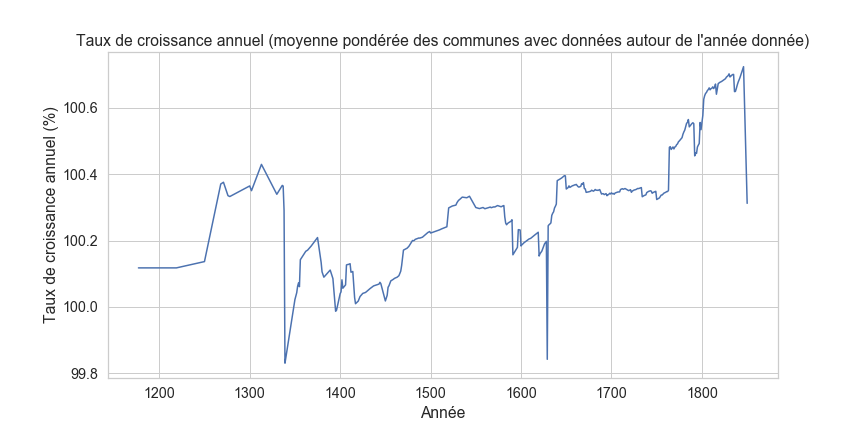 Taux de croissance annuel (moyenne pondérée des communes avec données autour de l'année donnée)
Taux de croissance annuel (%)
100.6
100.4
100.2
100.0
99.8
1200 1300 1400 1500 1600 1700 1800
Année